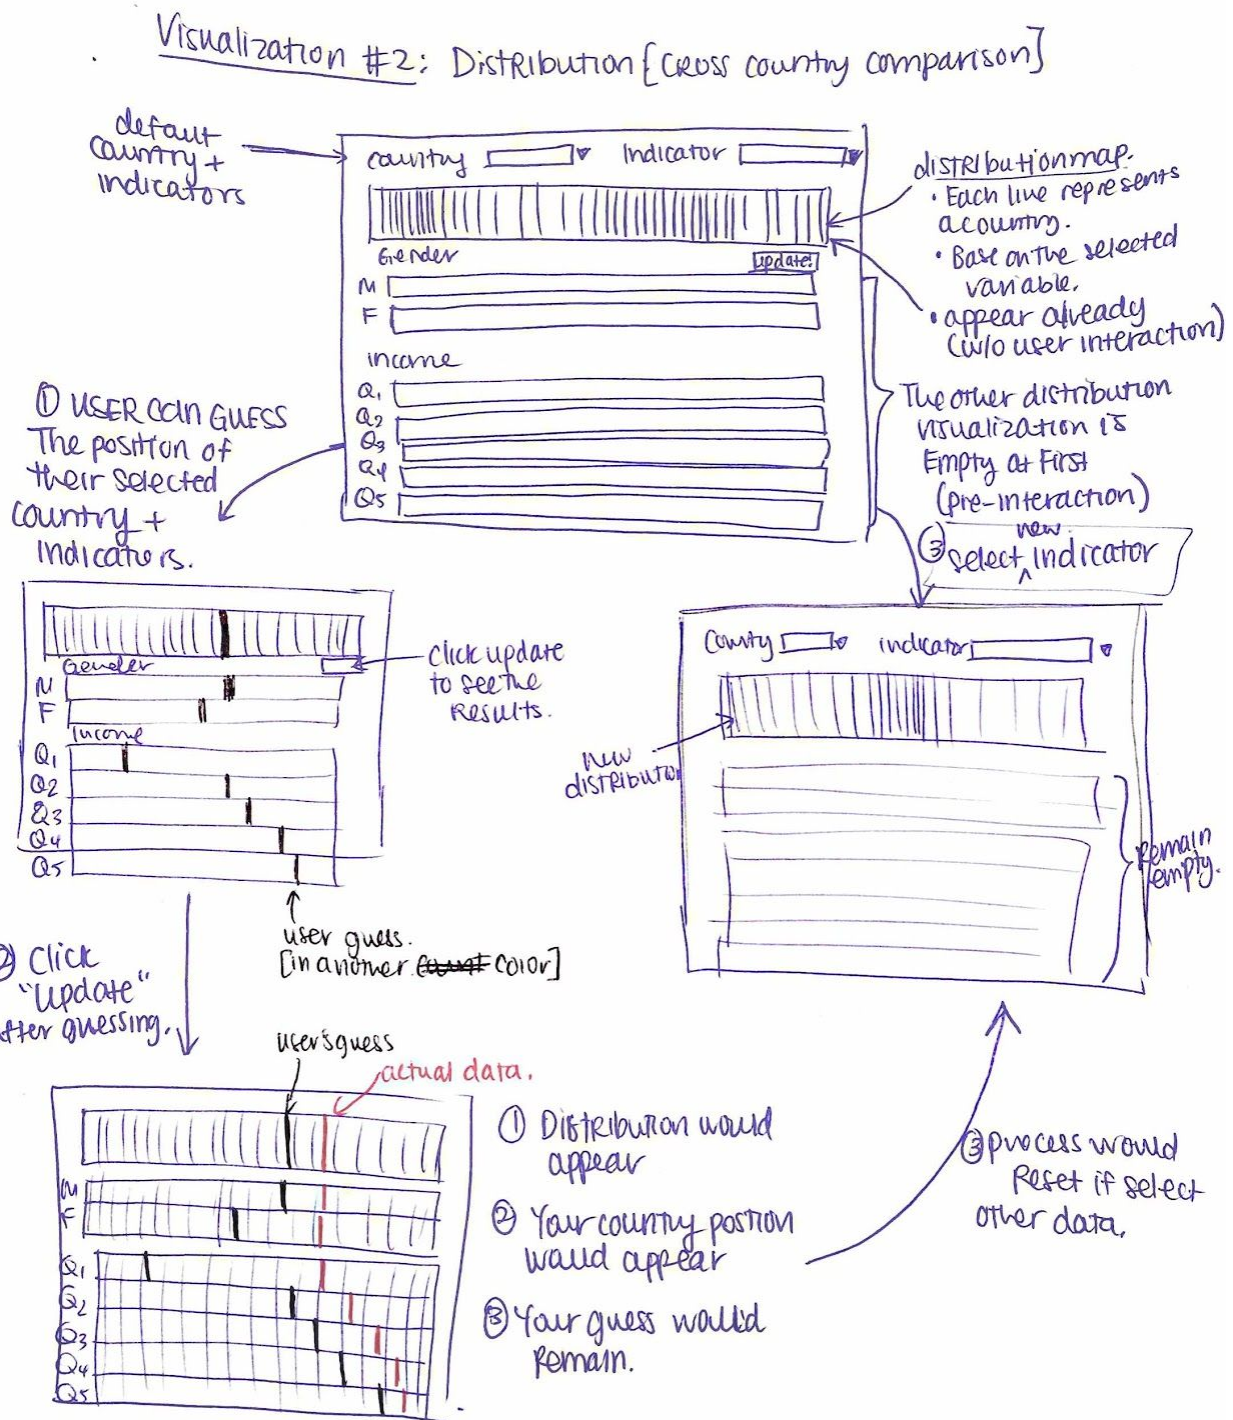 Visualization #2: Distribution [cross country comparison]
default
country +
indicators
country
Indicator
distribution map.
• Each line represents
a country.
• Base on the selected
variable.
• appear already
(w/o user interaction)
Gender
update!
M
F
income
Q1
Q2
Q3
Q4
Q5
The other distribution
visualization is
Empty at First
(pre-interaction)
① USER can GUESS
The position of
their selected
country +
indicators.
③ select new indicator
Gender
M
F
Income
Q1
Q2
Q3
Q4
Q5
click update
to see the
Results.
user guess.
[in another color]
County
indicator
new
distribution
Remain
empty.
② Click
"update"
after guessing.
user's guess
actual data.
M
F
Q1
Q2
Q3
Q4
Q5
① Distribution would
appear
② Your country postion
would appear
③ Your guess would
Remain.
③ process would
Reset if select
other data.